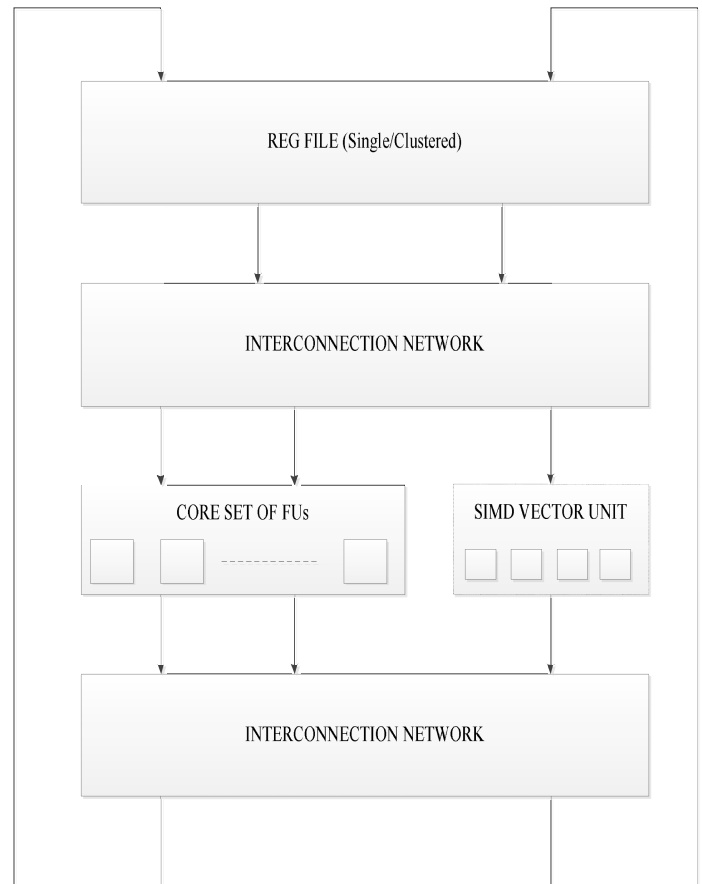 REG FILE (Single/Clustered)
INTERCONNECTION NETWORK
CORE SET OF FUs
SIMD VECTOR UNIT
INTERCONNECTION NETWORK